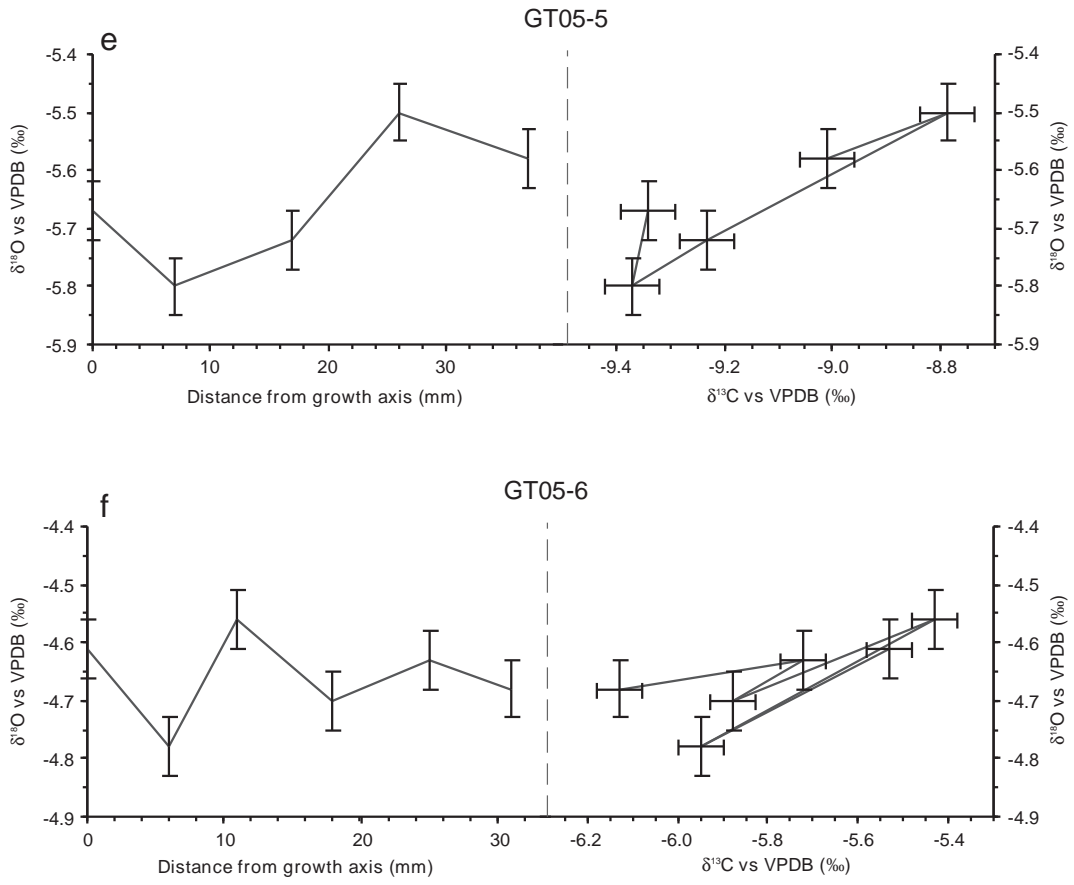 GT05-5
e
-5.4
-5.5
-5.6
-5.7
-5.8
-5.9
δ¹⁸O vs VPDB (‰)
0 10 20 30
Distance from growth axis (mm)
-9.4 -9.2 -9.0 -8.8
δ¹³C vs VPDB (‰)
-5.4
-5.5
-5.6
-5.7
-5.8
-5.9
δ¹⁸O vs VPDB (‰)
GT05-6
f
-4.4
-4.5
-4.6
-4.7
-4.8
-4.9
δ¹⁸O vs VPDB (‰)
0 10 20 30
Distance from growth axis (mm)
-6.2 -6.0 -5.8 -5.6 -5.4
δ¹³C vs VPDB (‰)
-4.4
-4.5
-4.6
-4.7
-4.8
-4.9
δ¹⁸O vs VPDB (‰)